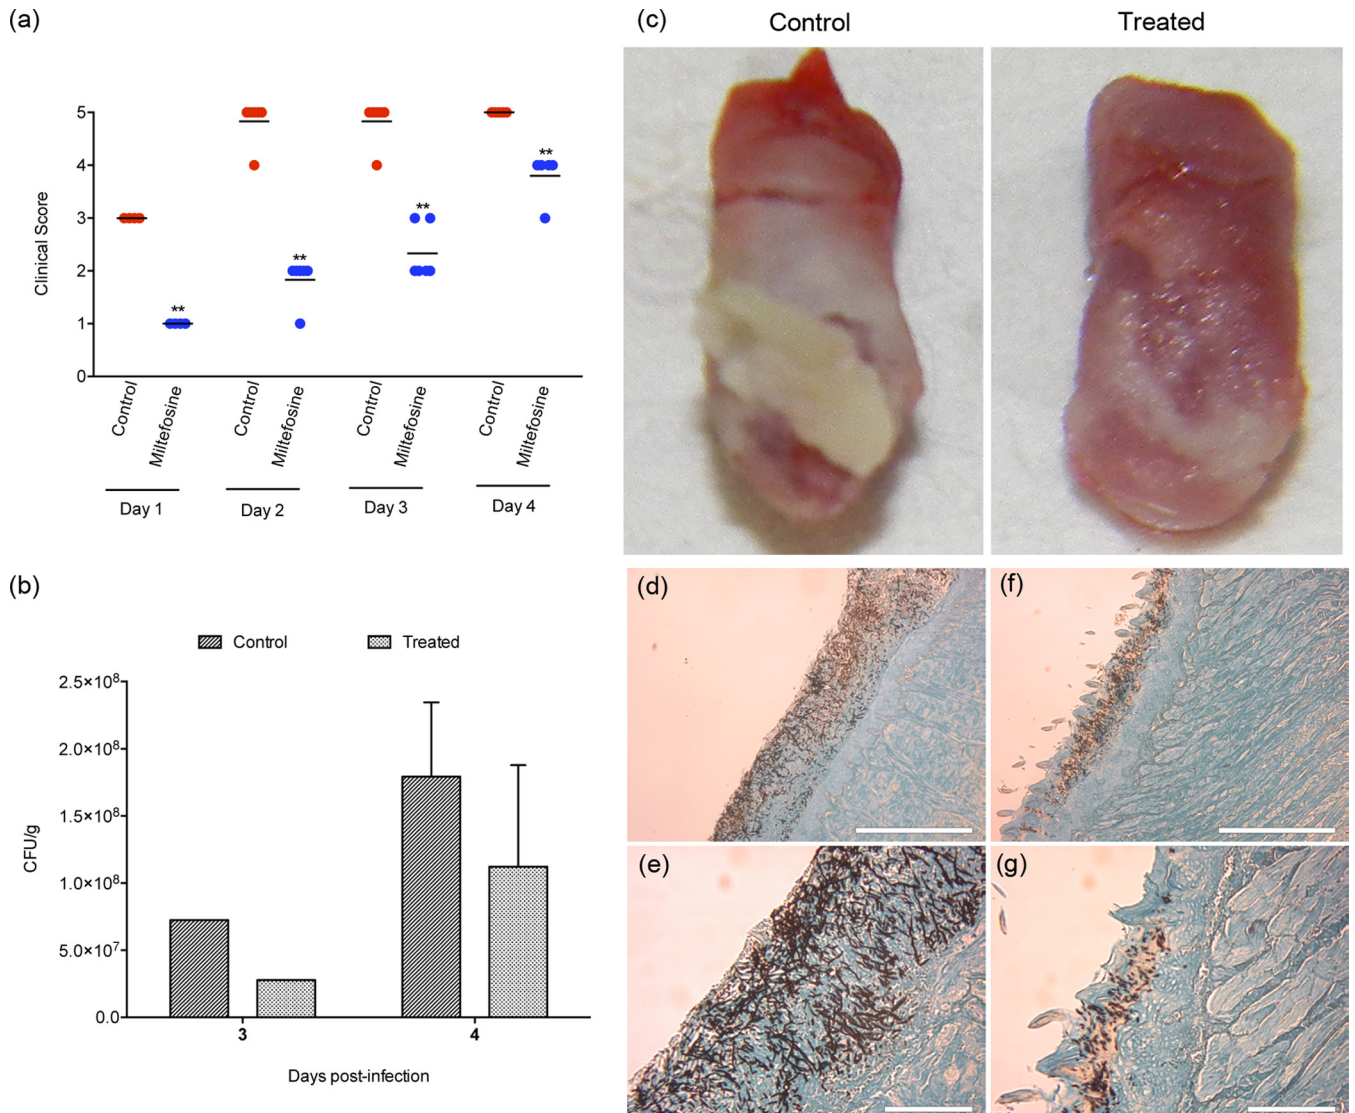 (a)
Clinical Score
5
4
3
2
1
0
**
**
**
**
Control
Miltefosine
Control
Miltefosine
Control
Miltefosine
Control
Miltefosine
Day 1
Day 2
Day 3
Day 4
(b)
Control
Treated
CFU/g
2.5×10⁸
2.0×10⁸
1.5×10⁸
1.0×10⁸
5.0×10⁷
0.0
3
4
Days post-infection
(c)
Control
Treated
(d)
(f)
(e)
(g)